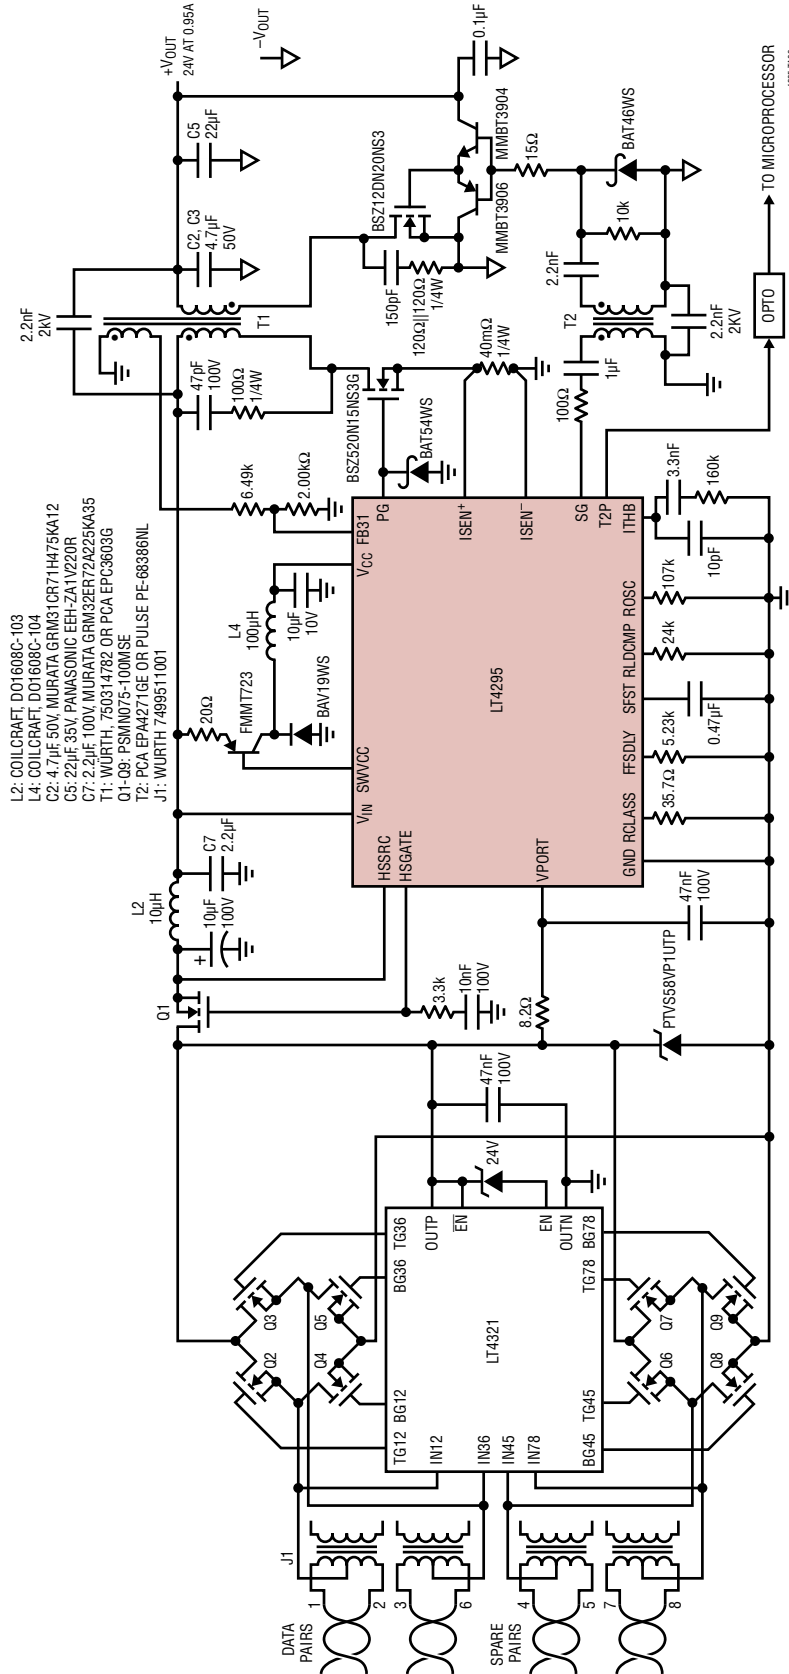 L2: COILCRAFT, DO1608C-103
L4: COILCRAFT, DO1608C-104
C2: 4.7µF, 50V, MURATA GRM31CR71H475KA12
C5: 22µF, 35V, PANASONIC EEH-ZA1V220R
C7: 2.2µF, 100V, MURATA GRM32ER72A225KA35
T1: WÜRTH, 750314782 OR PCA EPC3603G
Q1-Q9: PSMN075-100MSE
T2: PCA EPA4271GE OR PULSE PE-68386NL
J1: WURTH 7499511001
DATA
PAIRS
SPARE
PAIRS
1
2
3
6
4
5
7
8
J1
Q2
Q3
Q4
Q5
Q6
Q7
Q8
Q9
TG12
BG12
BG36
TG36
IN12
IN36
IN45
IN78
LT4321
OUTP
EN
EN
OUTN
BG45
TG45
TG78
BG78
24V
47nF
100V
Q1
3.3k
10nF
100V
8.2Ω
PTVS58VP1UTP
47nF
100V
L2
10µH
10µF
100V
+
C7
2.2µF
HSSRC
HSGATE
VPORT
VIN
SWVCC
VCC
FB31
PG
ISEN+
ISEN−
SG
T2P
ITHB
LT4295
GND
RCLASS
FFSDLY
SFST
RLDCMP
ROSC
35.7Ω
5.23k
0.47µF
24k
107k
10pF
3.3nF
160k
20Ω
FMMT723
BAV19WS
L4
100µH
10µF
10V
6.49k
2.00kΩ
47pF
100V
100Ω
1/4W
2.2nF
2kV
T1
BSZ520N15NS3G
BAT54WS
40mΩ
1/4W
100Ω
1µF
T2
2.2nF
2KV
2.2nF
10k
BAT46WS
15Ω
MMBT3906
MMBT3904
0.1µF
BSZ12DN20NS3
150pF
120Ω||120Ω
1/4W
C2, C3
4.7µF
50V
C5
22µF
+VOUT
24V AT 0.95A
−VOUT
OPTO
TO MICROPROCESSOR